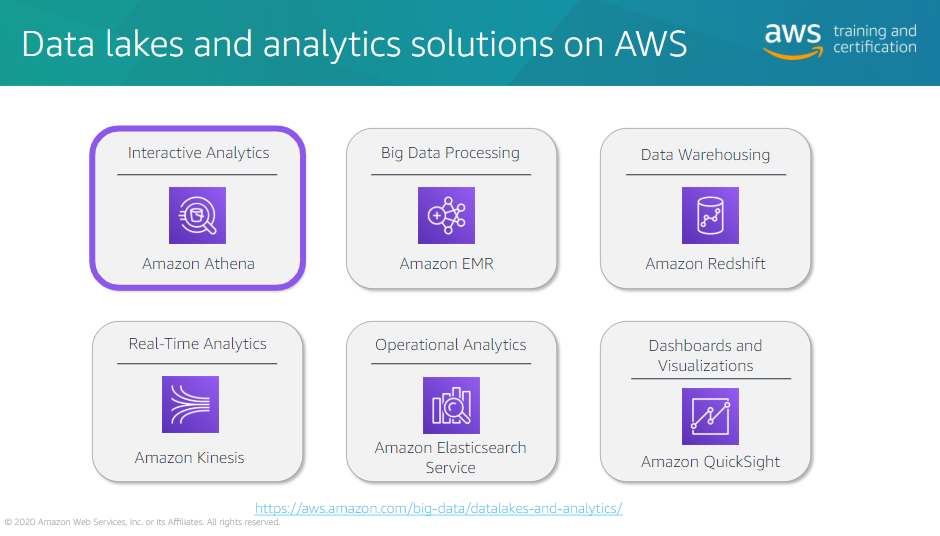 Data lakes and analytics solutions on AWS
aws training and
certification
Interactive Analytics
Amazon Athena
Big Data Processing
Amazon EMR
Data Warehousing
Amazon Redshift
Real-Time Analytics
Amazon Kinesis
Operational Analytics
Amazon Elasticsearch
Service
Dashboards and
Visualizations
Amazon QuickSight
https://aws.amazon.com/big-data/datalakes-and-analytics/
© 2020 Amazon Web Services, Inc. or its Affiliates. All rights reserved.